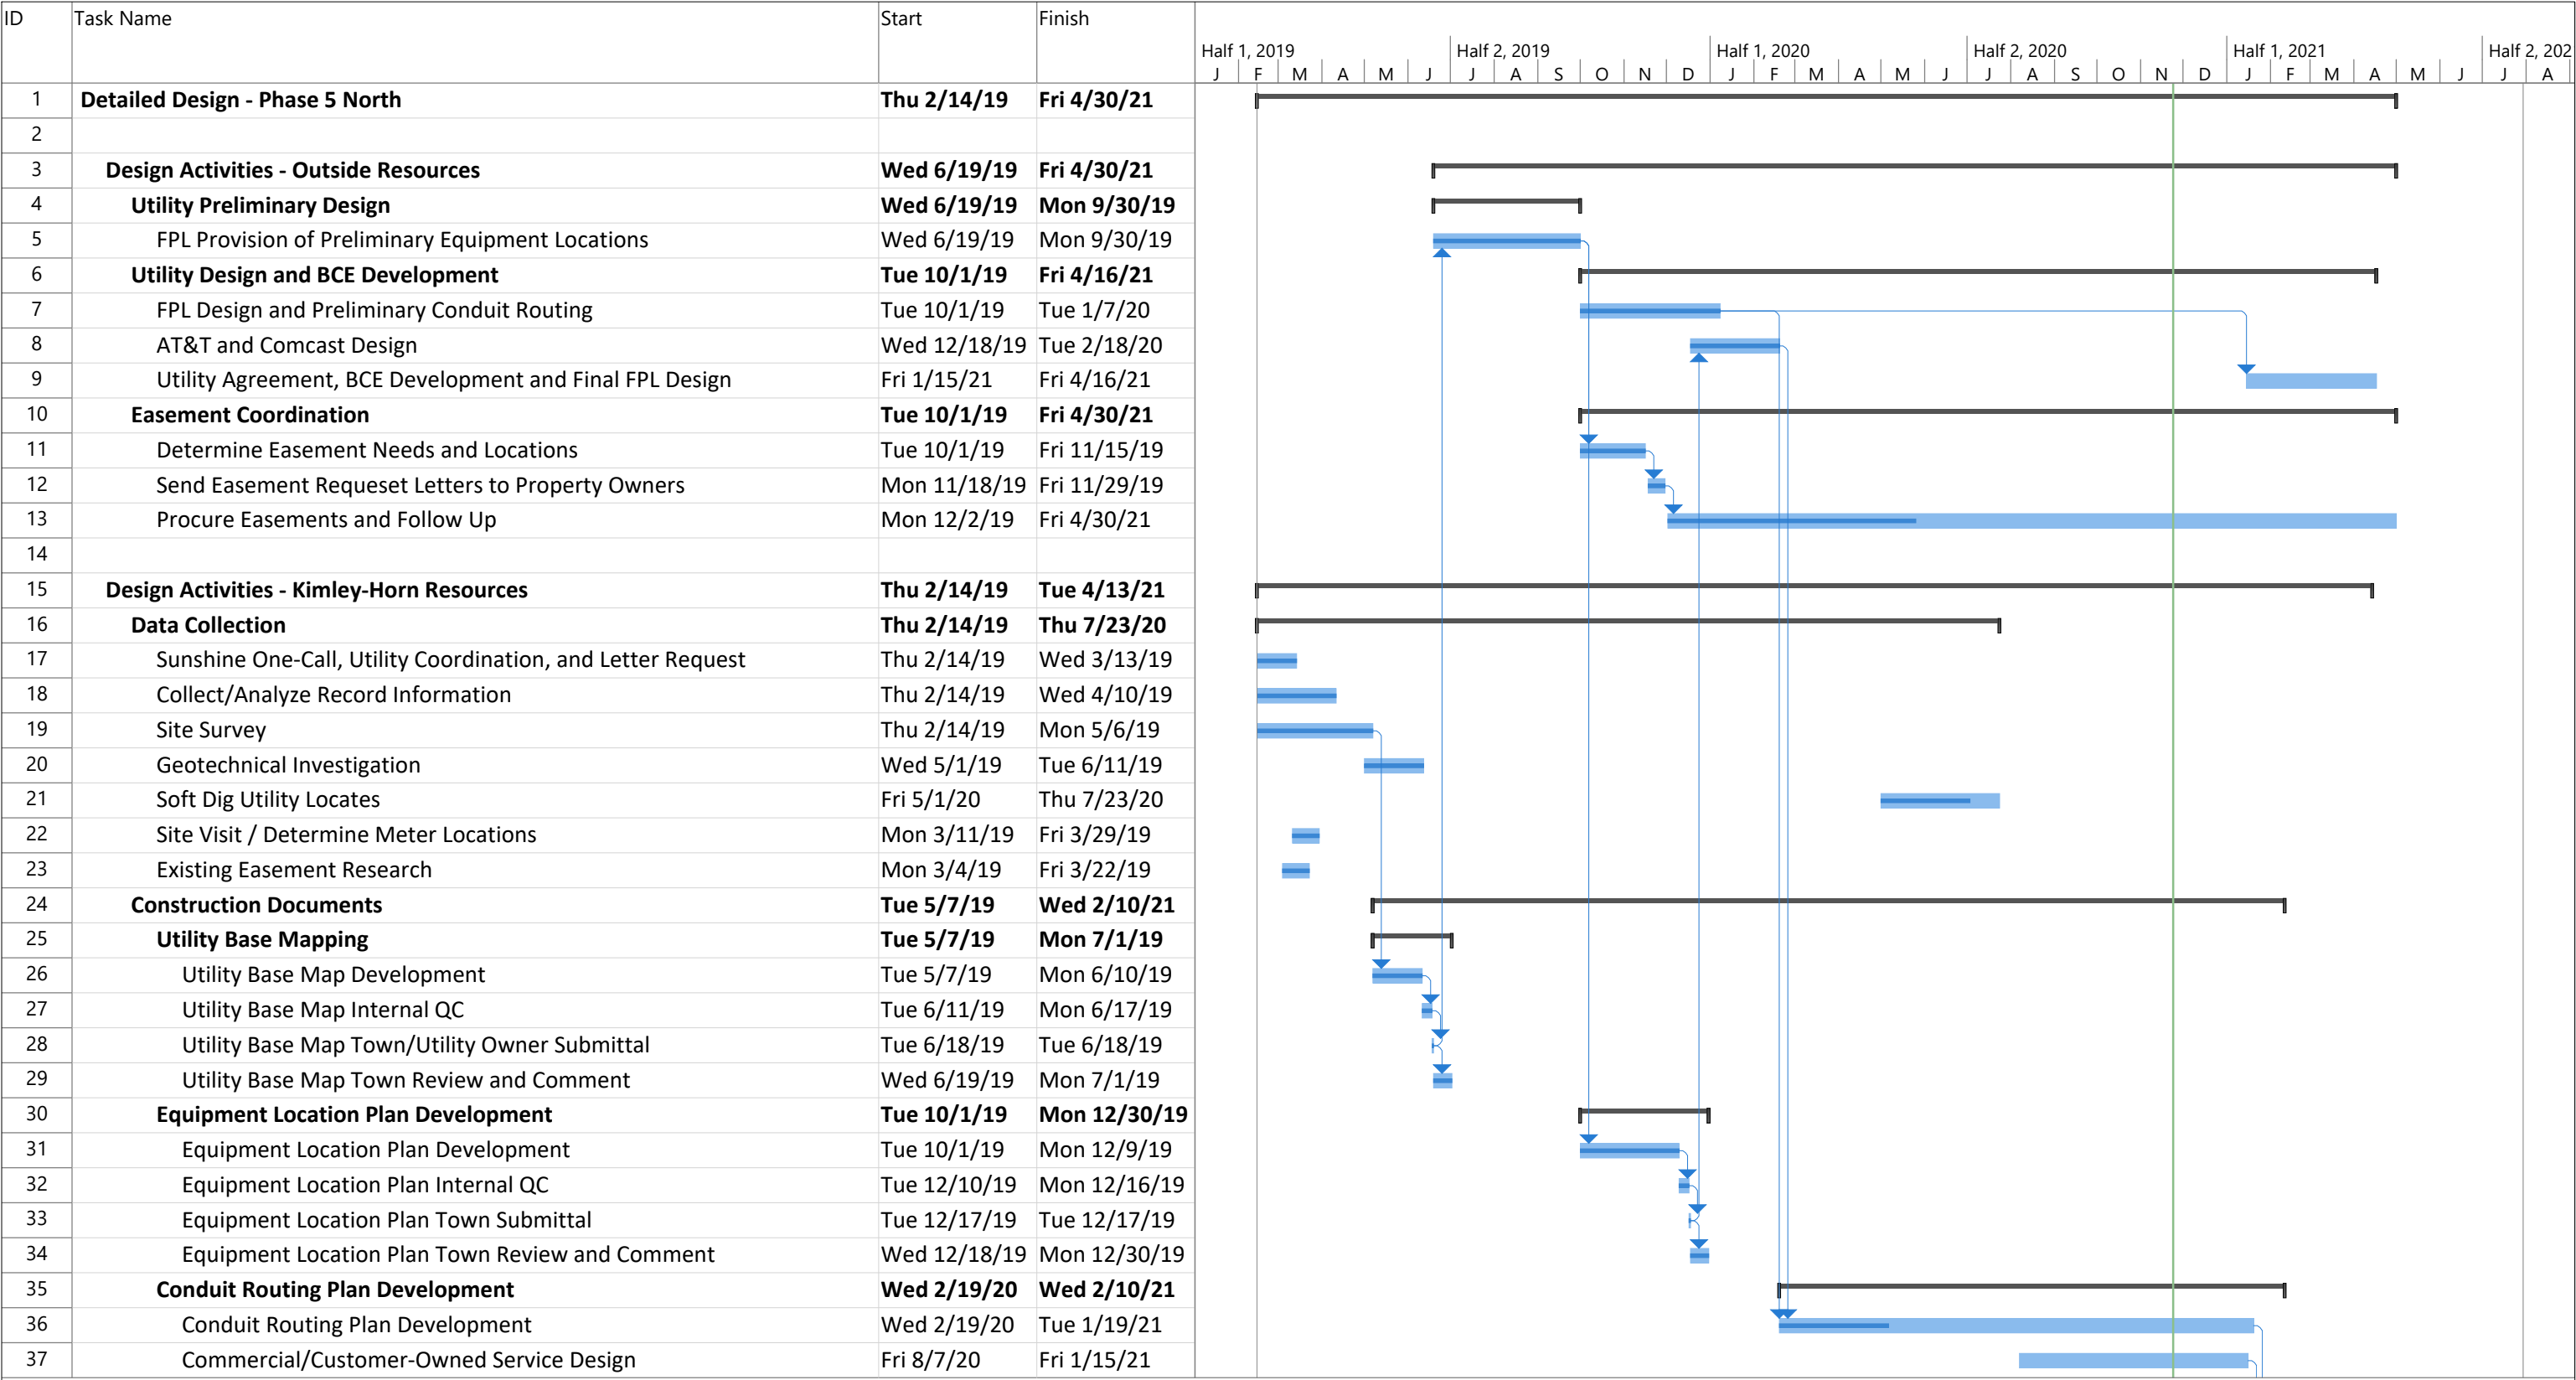 ID Task Name Start Finish
Half 1, 2019 Half 2, 2019 Half 1, 2020 Half 2, 2020 Half 1, 2021 Half 2, 202
J F M A M J J A S O N D J F M A M J J A S O N D J F M A M J J A
1 Detailed Design - Phase 5 North Thu 2/14/19 Fri 4/30/21
2
3 Design Activities - Outside Resources Wed 6/19/19 Fri 4/30/21
4 Utility Preliminary Design Wed 6/19/19 Mon 9/30/19
5 FPL Provision of Preliminary Equipment Locations Wed 6/19/19 Mon 9/30/19
6 Utility Design and BCE Development Tue 10/1/19 Fri 4/16/21
7 FPL Design and Preliminary Conduit Routing Tue 10/1/19 Tue 1/7/20
8 AT&T and Comcast Design Wed 12/18/19 Tue 2/18/20
9 Utility Agreement, BCE Development and Final FPL Design Fri 1/15/21 Fri 4/16/21
10 Easement Coordination Tue 10/1/19 Fri 4/30/21
11 Determine Easement Needs and Locations Tue 10/1/19 Fri 11/15/19
12 Send Easement Requeset Letters to Property Owners Mon 11/18/19 Fri 11/29/19
13 Procure Easements and Follow Up Mon 12/2/19 Fri 4/30/21
14
15 Design Activities - Kimley-Horn Resources Thu 2/14/19 Tue 4/13/21
16 Data Collection Thu 2/14/19 Thu 7/23/20
17 Sunshine One-Call, Utility Coordination, and Letter Request Thu 2/14/19 Wed 3/13/19
18 Collect/Analyze Record Information Thu 2/14/19 Wed 4/10/19
19 Site Survey Thu 2/14/19 Mon 5/6/19
20 Geotechnical Investigation Wed 5/1/19 Tue 6/11/19
21 Soft Dig Utility Locates Fri 5/1/20 Thu 7/23/20
22 Site Visit / Determine Meter Locations Mon 3/11/19 Fri 3/29/19
23 Existing Easement Research Mon 3/4/19 Fri 3/22/19
24 Construction Documents Tue 5/7/19 Wed 2/10/21
25 Utility Base Mapping Tue 5/7/19 Mon 7/1/19
26 Utility Base Map Development Tue 5/7/19 Mon 6/10/19
27 Utility Base Map Internal QC Tue 6/11/19 Mon 6/17/19
28 Utility Base Map Town/Utility Owner Submittal Tue 6/18/19 Tue 6/18/19
29 Utility Base Map Town Review and Comment Wed 6/19/19 Mon 7/1/19
30 Equipment Location Plan Development Tue 10/1/19 Mon 12/30/19
31 Equipment Location Plan Development Tue 10/1/19 Mon 12/9/19
32 Equipment Location Plan Internal QC Tue 12/10/19 Mon 12/16/19
33 Equipment Location Plan Town Submittal Tue 12/17/19 Tue 12/17/19
34 Equipment Location Plan Town Review and Comment Wed 12/18/19 Mon 12/30/19
35 Conduit Routing Plan Development Wed 2/19/20 Wed 2/10/21
36 Conduit Routing Plan Development Wed 2/19/20 Tue 1/19/21
37 Commercial/Customer-Owned Service Design Fri 8/7/20 Fri 1/15/21